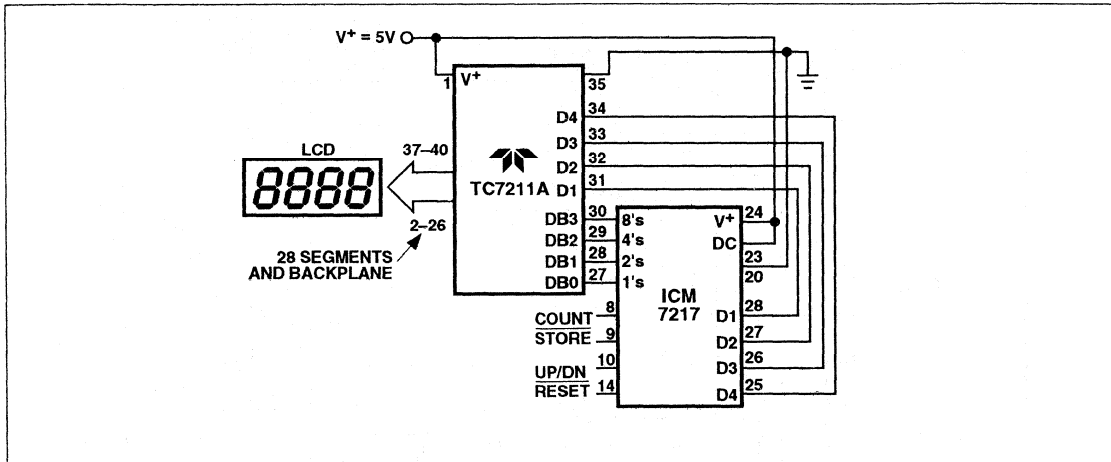 V+ = 5V
1
V+
35
34
D4
33
D3
32
D2
31
D1
LCD
8888
37–40
TC7211A
2–26
28 SEGMENTS
AND BACKPLANE
DB3
30
8's
DB2
29
4's
DB1
28
2's
DB0
27
1's
V+
24
DC
23
20
ICM
7217
COUNT
8
STORE
9
UP/DN
10
RESET
14
D1
28
D2
27
D3
26
D4
25